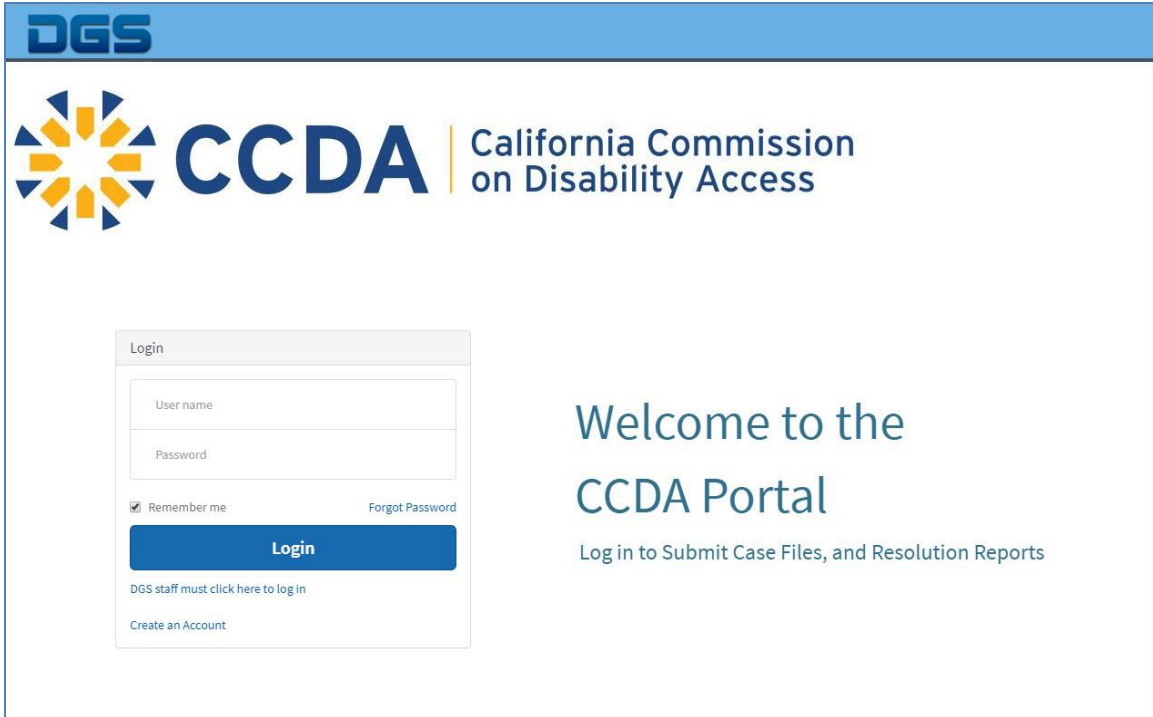 DGS
CCDA
California Commission
on Disability Access
Login
User name
Password
Remember me
Forgot Password
Login
DGS staff must click here to log in
Create an Account
Welcome to the
CCDA Portal
Log in to Submit Case Files, and Resolution Reports